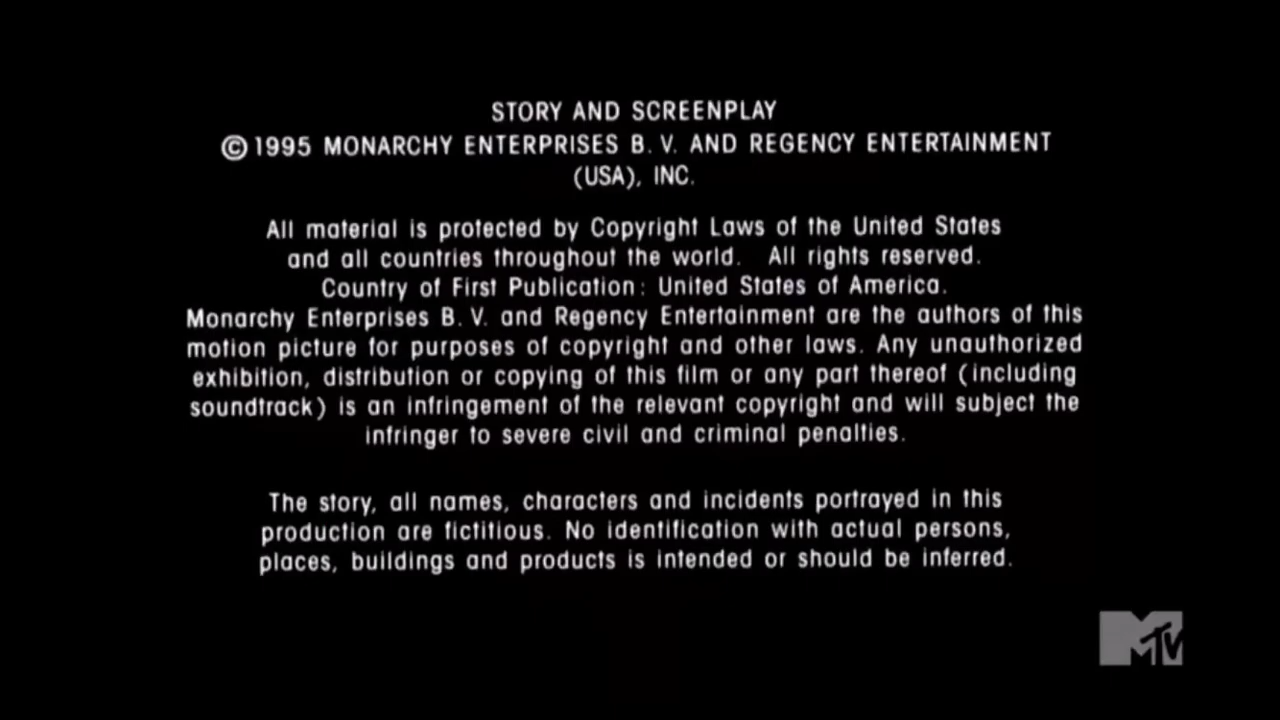 STORY AND SCREENPLAY
©1995 MONARCHY ENTERPRISES B. V. AND REGENCY ENTERTAINMENT
(USA), INC.
All material is protected by Copyright Laws of the United States
and all countries throughout the world. All rights reserved.
Country of First Publication: United States of America.
Monarchy Enterprises B. V. and Regency Entertainment are the authors of this
motion picture for purposes of copyright and other laws. Any unauthorized
exhibition, distribution or copying of this film or any part thereof (including
soundtrack) is an infringement of the relevant copyright and will subject the
infringer to severe civil and criminal penalties.
The story, all names, characters and incidents portrayed in this
production are fictitious. No identification with actual persons,
places, buildings and products is intended or should be inferred.
MTV